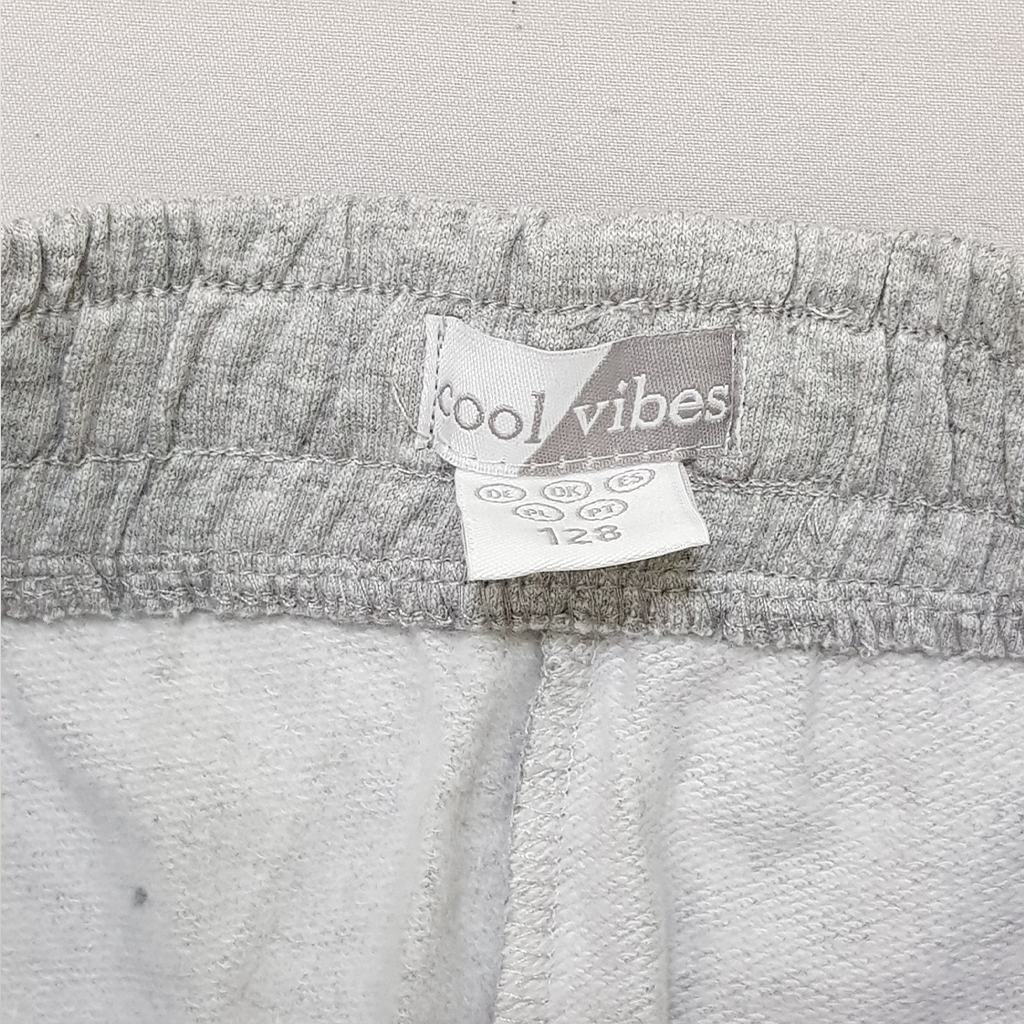 cool vibes
DE DK ES
PL PT
128